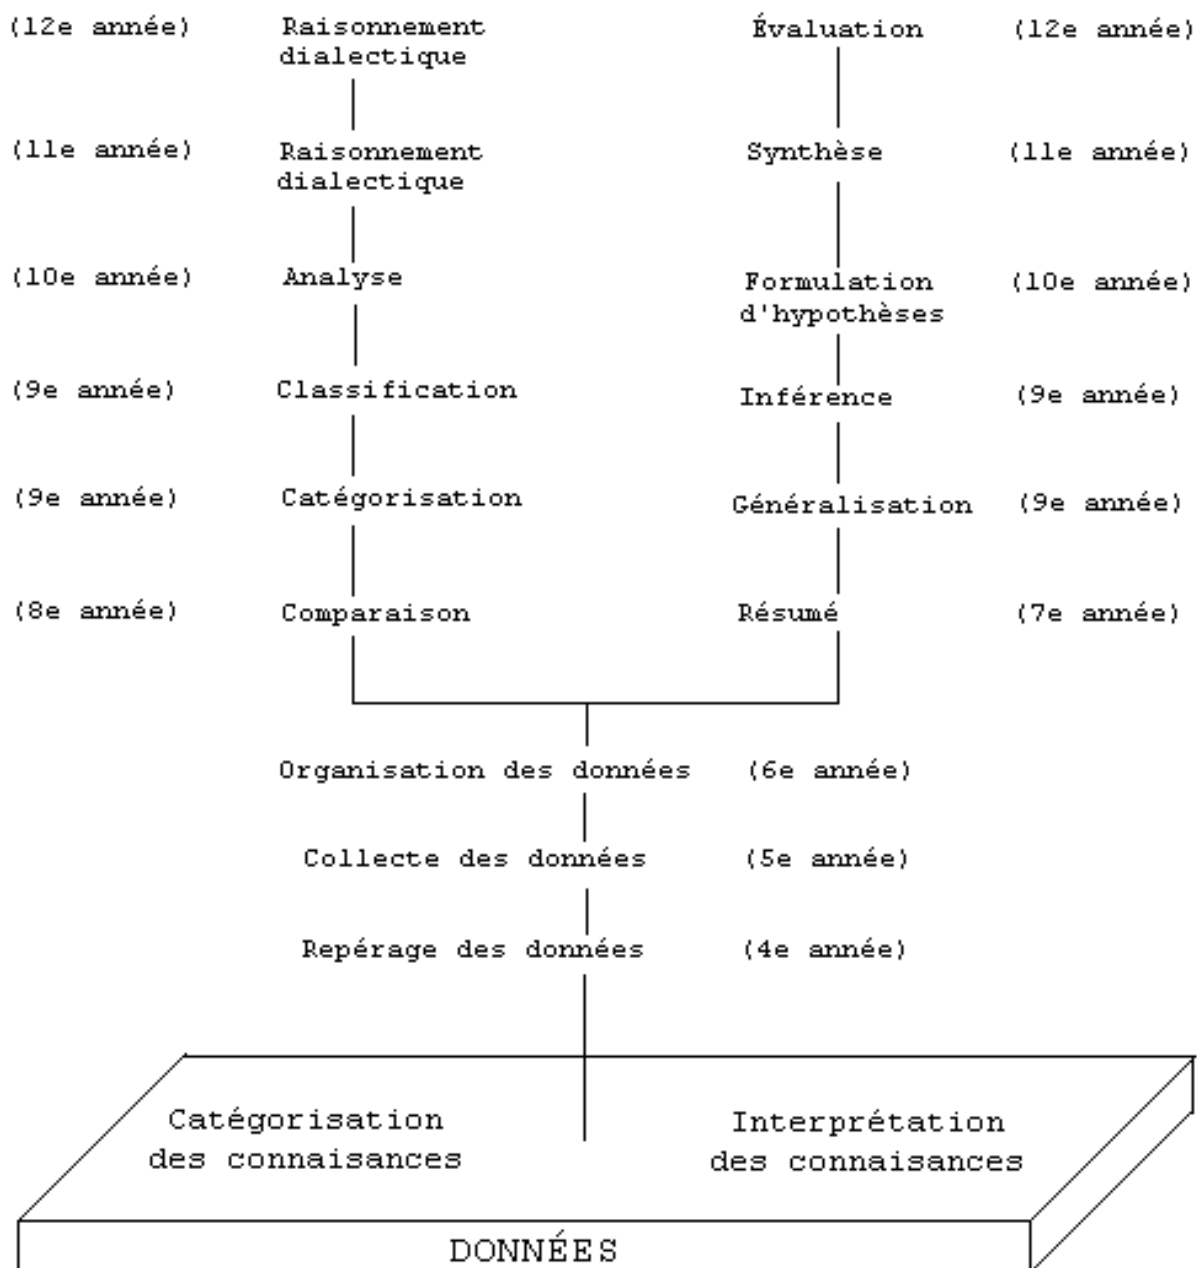 (12e année) Raisonnement dialectique Évaluation (12e année)
(11e année) Raisonnement dialectique Synthèse (11e année)
(10e année) Analyse Formulation d'hypothèses (10e année)
(9e année) Classification Inférence (9e année)
(9e année) Catégorisation Généralisation (9e année)
(8e année) Comparaison Résumé (7e année)
Organisation des données (6e année)
Collecte des données (5e année)
Repérage des données (4e année)
Catégorisation
des connaisances
Interprétation
des connaisances
DONNÉES